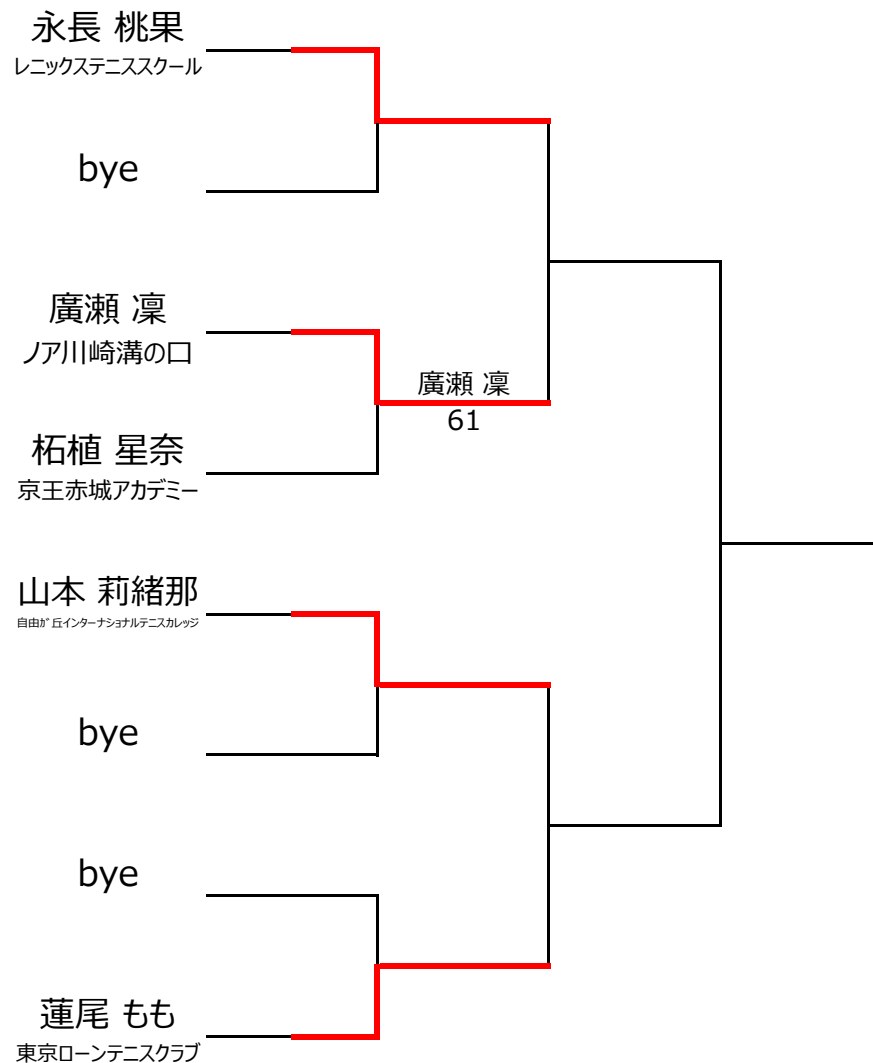 永長 桃果
レニックステニススクール
bye
廣瀬 凜
ノア川崎溝の口
廣瀬 凜
61
柘植 星奈
京王赤城アカデミー
山本 莉緒那
自由が丘インターナショナルテニスカレッジ
bye
bye
蓮尾 もも
東京ローンテニスクラブ